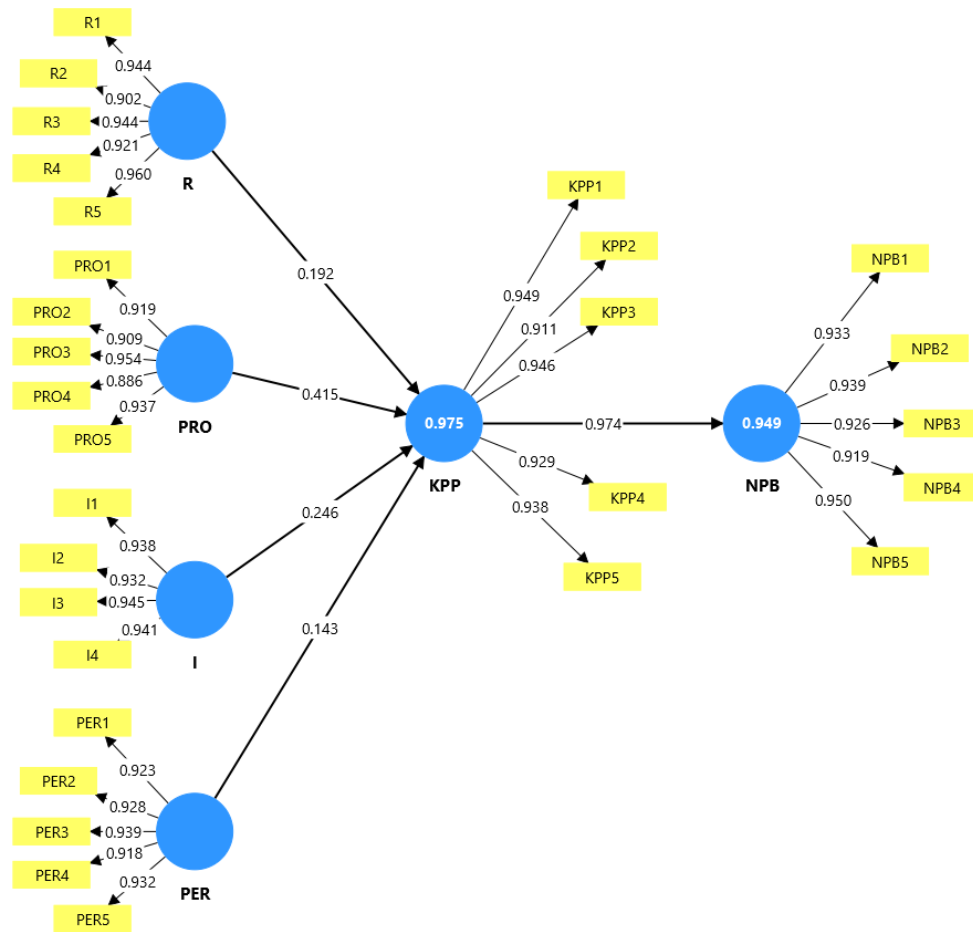 R1
0.944
R2
0.902
R3
0.944
R4
0.921
0.960
R5
R
0.192
PRO1
0.919
PRO2
0.909
PRO3
0.954
PRO4
0.886
0.937
PRO5
PRO
0.415
I1
0.938
I2
0.932
I3
0.945
0.941
I4
I
0.246
PER1
0.923
PER2
0.928
PER3
0.939
PER4
0.918
0.932
PER5
PER
0.143
KPP1
0.949
KPP2
0.911
KPP3
0.946
0.975
KPP
0.929
KPP4
0.938
KPP5
0.974
NPB1
0.933
NPB2
0.939
0.949
NPB
0.926
NPB3
0.919
NPB4
0.950
NPB5